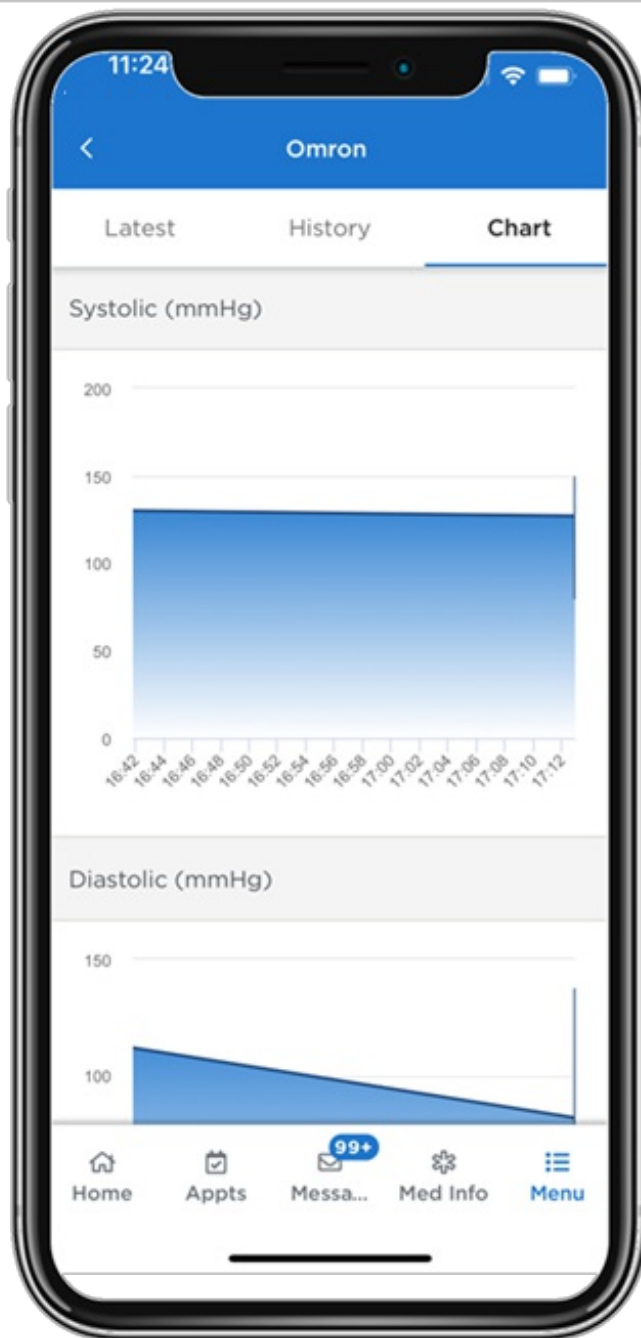 11:24
Omron
Latest History Chart
Systolic (mmHg)
200
150
100
50
0
16:42 16:44 16:46 16:48 16:50 16:52 16:54 16:56 16:58 17:00 17:02 17:04 17:06 17:08 17:10 17:12
Diastolic (mmHg)
150
100
99+
Home Appts Messa... Med Info Menu